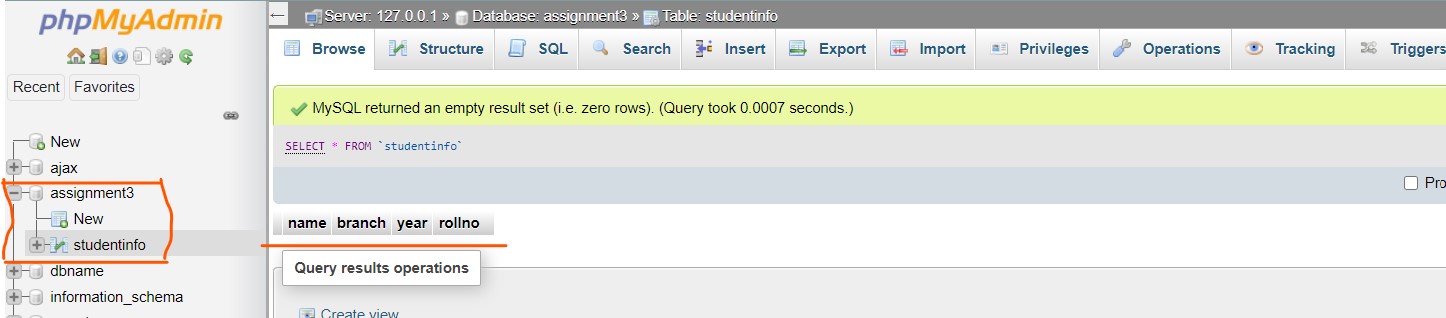 phpMyAdmin
Recent Favorites
New
ajax
assignment3
New
studentinfo
dbname
information_schema
Server: 127.0.0.1 » Database: assignment3 » Table: studentinfo
Browse Structure SQL Search Insert Export Import Privileges Operations Tracking Triggers
MySQL returned an empty result set (i.e. zero rows). (Query took 0.0007 seconds.)
SELECT * FROM `studentinfo`
Pro
name branch year rollno
Query results operations
Create view